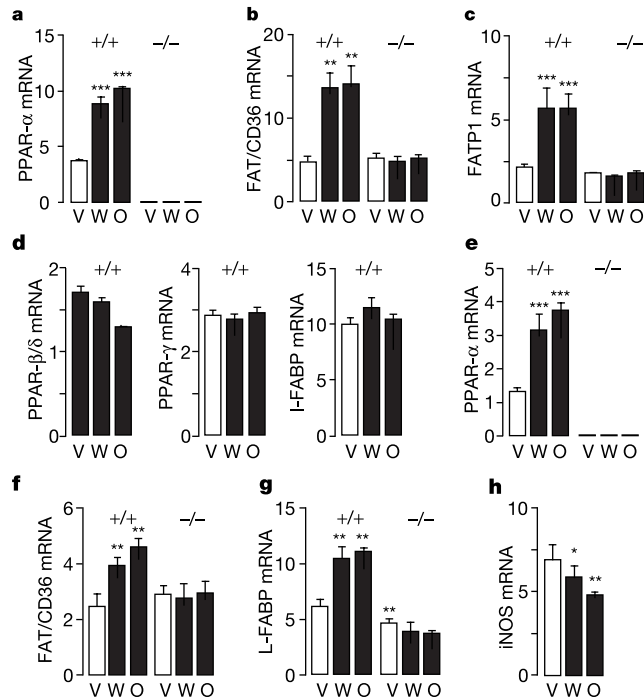 a
+/+ –/–
PPAR-α mRNA
15
10
5
0
*** ***
V W O V W O
b
+/+ –/–
FAT/CD36 mRNA
20
10
0
** **
V W O V W O
c
+/+ –/–
FATP1 mRNA
10
5
0
*** ***
V W O V W O
d
+/+
PPAR-β/δ mRNA
2
1
0
V W O
+/+
PPAR-γ mRNA
4
2
0
V W O
+/+
I-FABP mRNA
15
10
5
0
V W O
e
+/+ –/–
PPAR-α mRNA
5
4
3
2
1
0
*** ***
V W O V W O
f
+/+ –/–
FAT/CD36 mRNA
6
4
2
0
** **
V W O V W O
g
+/+ –/–
L-FABP mRNA
15
10
5
0
** ** **
V W O V W O
h
iNOS mRNA
10
5
0
* **
V W O